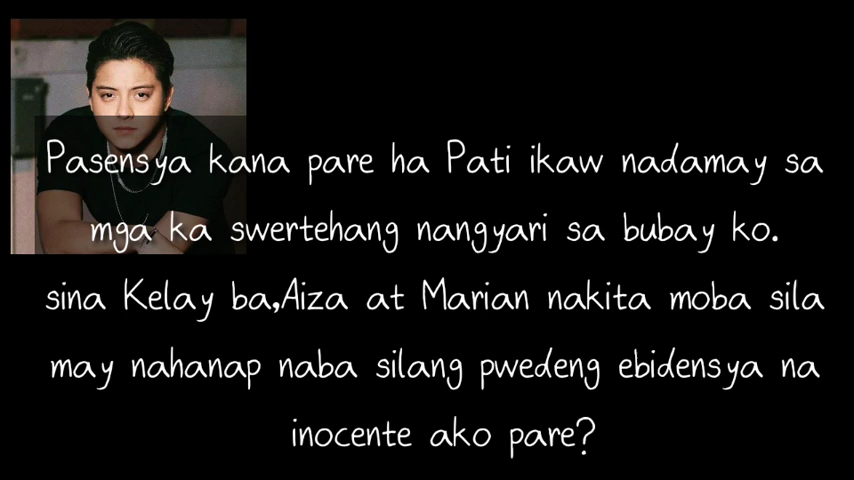 Pasensya kana pare ha Pati ikaw nadamay sa
mga ka swertehang nangyari sa bubay ko.
sina Kelay ba,Aiza at Marian nakita moba sila
may nahanap naba silang pwedeng ebidensya na
inocente ako pare?